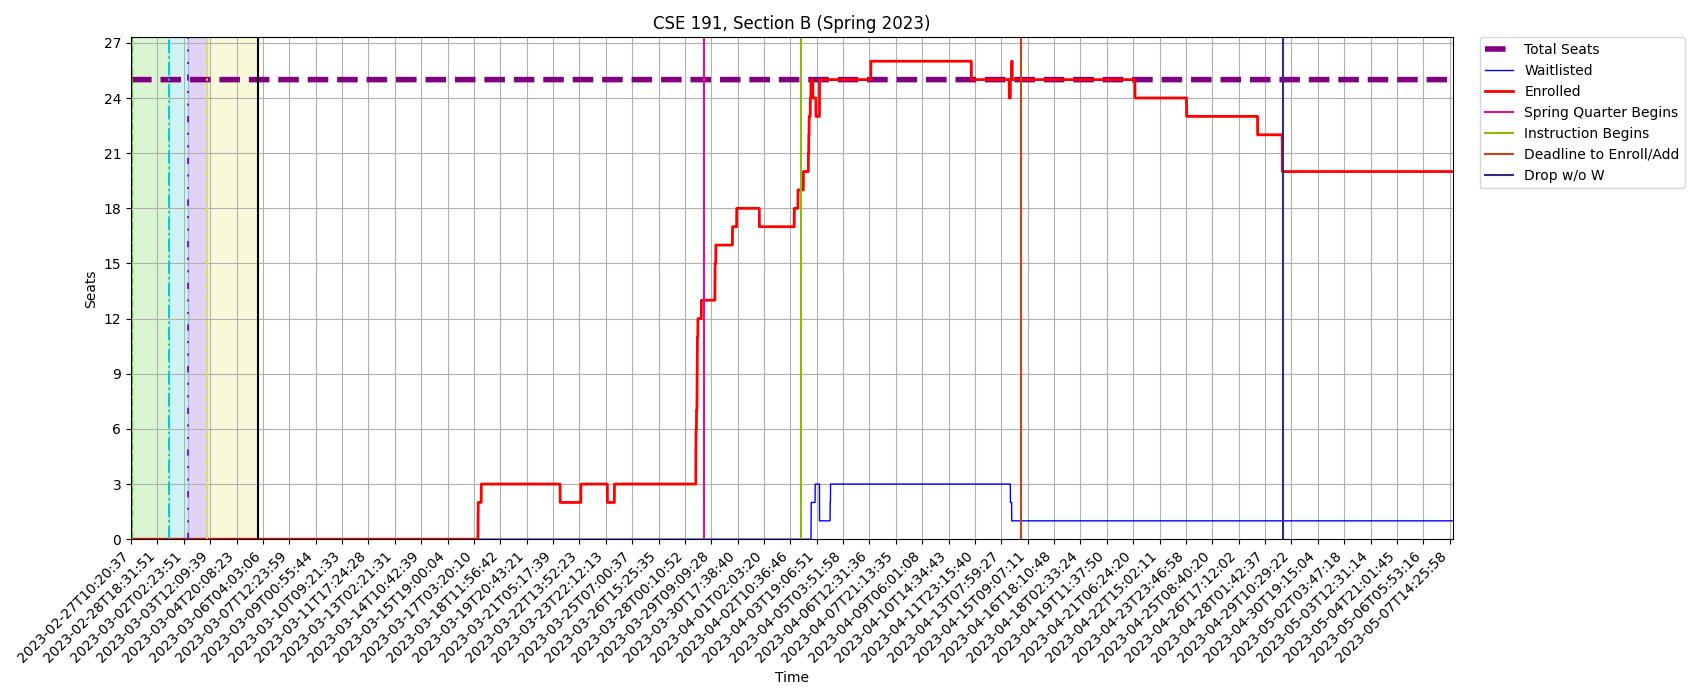 CSE 191, Section B (Spring 2023)
27
24
21
18
15
12
9
6
3
0
Seats
2023-02-27T10:20:37
2023-02-28T18:31:51
2023-03-02T02:23:51
2023-03-03T12:09:39
2023-03-04T20:08:23
2023-03-06T04:03:06
2023-03-07T12:23:59
2023-03-09T00:55:44
2023-03-10T09:21:33
2023-03-11T17:24:28
2023-03-13T02:21:31
2023-03-14T10:42:39
2023-03-15T19:00:04
2023-03-17T03:20:10
2023-03-18T11:56:42
2023-03-19T20:43:21
2023-03-21T05:17:39
2023-03-22T13:52:23
2023-03-23T22:12:13
2023-03-25T07:00:37
2023-03-26T15:25:35
2023-03-28T00:10:52
2023-03-29T09:09:28
2023-03-30T17:38:40
2023-04-01T02:03:20
2023-04-02T10:36:46
2023-04-03T19:06:51
2023-04-05T03:51:58
2023-04-06T12:31:36
2023-04-07T21:13:35
2023-04-09T06:01:08
2023-04-10T14:34:43
2023-04-11T23:15:40
2023-04-13T07:59:27
2023-04-15T09:07:11
2023-04-16T18:10:48
2023-04-18T02:33:24
2023-04-19T11:37:50
2023-04-21T06:24:20
2023-04-22T15:02:11
2023-04-23T23:46:58
2023-04-25T08:40:20
2023-04-26T17:12:02
2023-04-28T01:42:37
2023-04-29T10:29:22
2023-04-30T19:15:04
2023-05-02T03:47:18
2023-05-03T12:31:14
2023-05-04T21:01:45
2023-05-06T05:53:16
2023-05-07T14:25:58
Time
Total Seats
Waitlisted
Enrolled
Spring Quarter Begins
Instruction Begins
Deadline to Enroll/Add
Drop w/o W